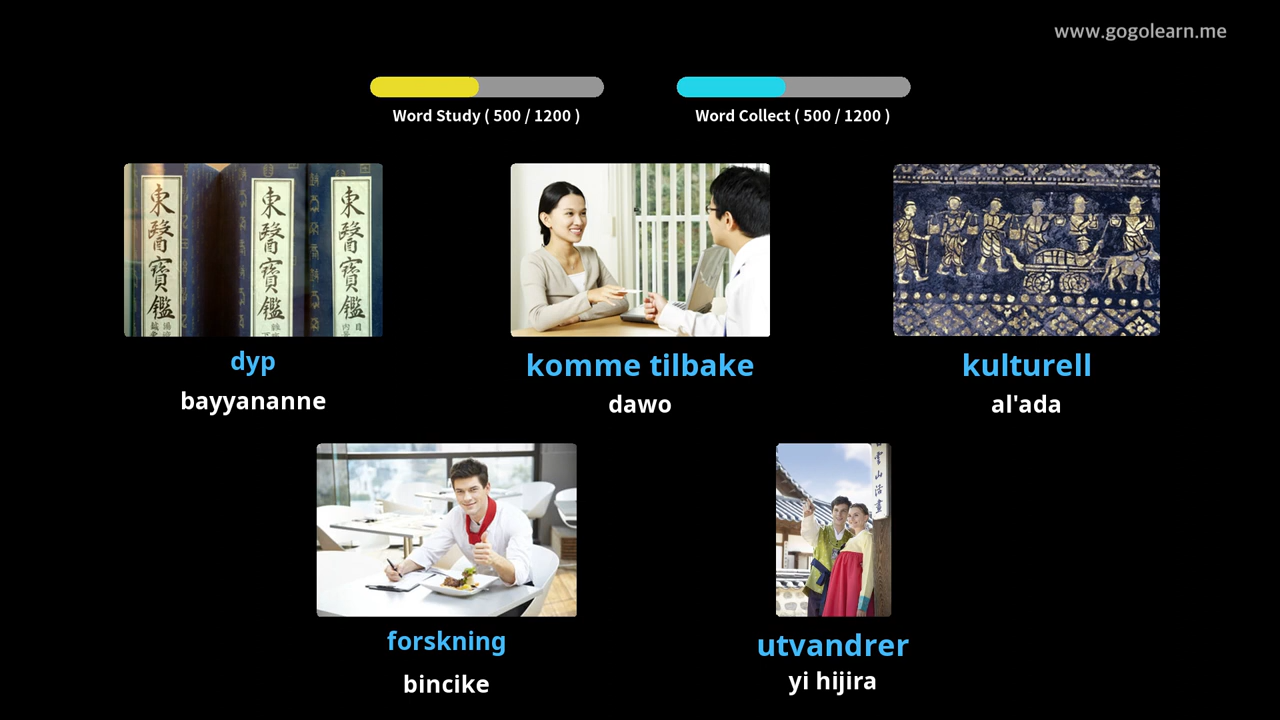 www.gogolearn.me
Word Study ( 500 / 1200 )
Word Collect ( 500 / 1200 )
東醫寶鑑
東醫寶鑑
東醫寶鑑
dyp
bayyananne
komme tilbake
dawo
kulturell
al'ada
forskning
bincike
utvandrer
yi hijira